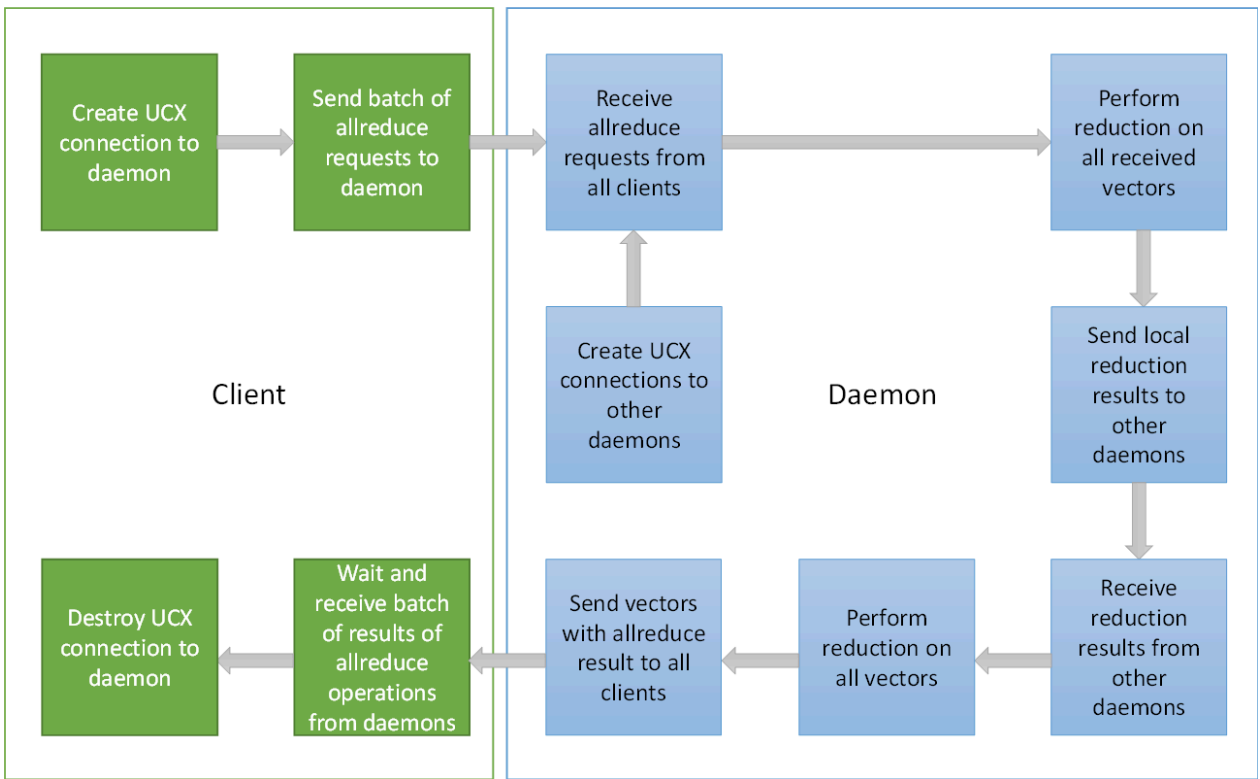 Create UCX
connection to
daemon
Send batch of
allreduce
requests to
daemon
Receive
allreduce
requests from
all clients
Perform
reduction on
all received
vectors
Client
Create UCX
connections to
other
daemons
Daemon
Send local
reduction
results to
other
daemons
Destroy UCX
connection to
daemon
Wait and
receive batch
of results of
allreduce
operations
from daemons
Send vectors
with allreduce
result to all
clients
Perform
reduction on
all vectors
Receive
reduction
results from
other
daemons